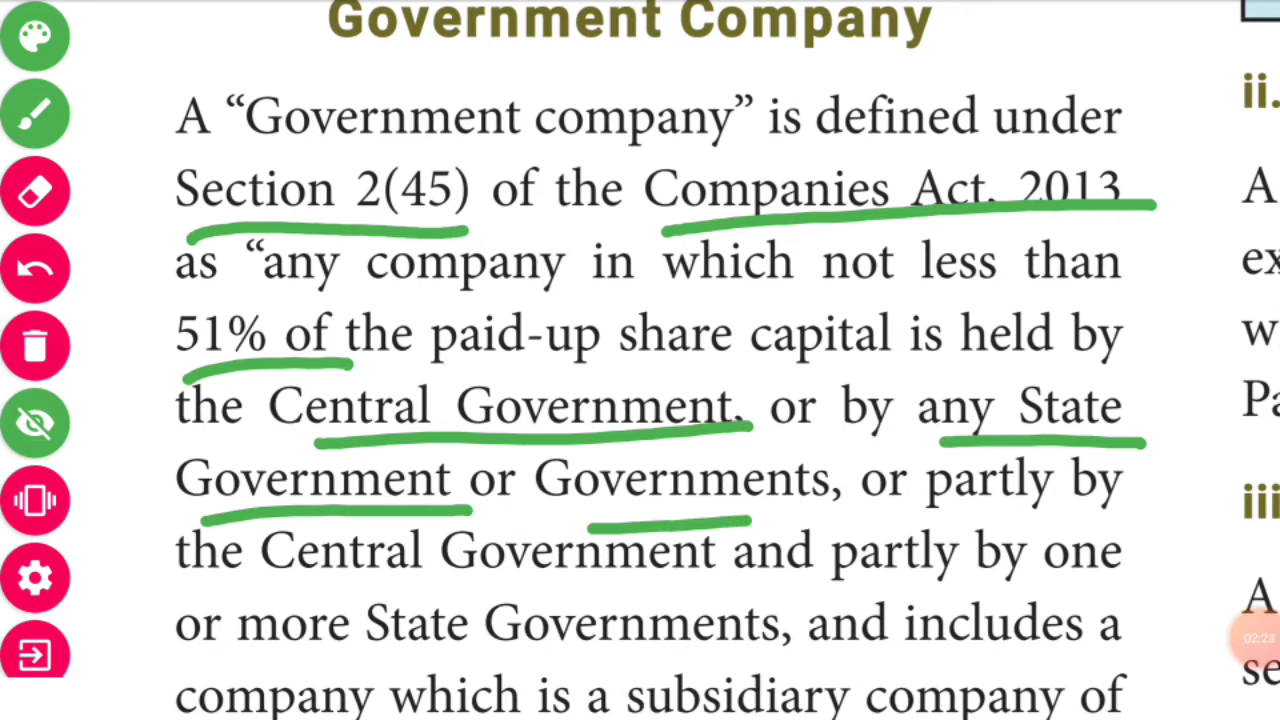 Government Company
A “Government company” is defined under
Section 2(45) of the Companies Act, 2013
as “any company in which not less than
51% of the paid-up share capital is held by
the Central Government, or by any State
Government or Governments, or partly by
the Central Government and partly by one
or more State Governments, and includes a
company which is a subsidiary company of
ii.
A
iii
A
02:23
se